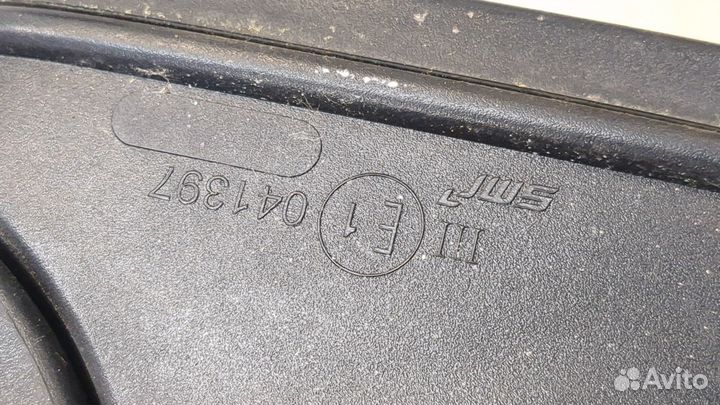 III E1 041397
SMR
Avito